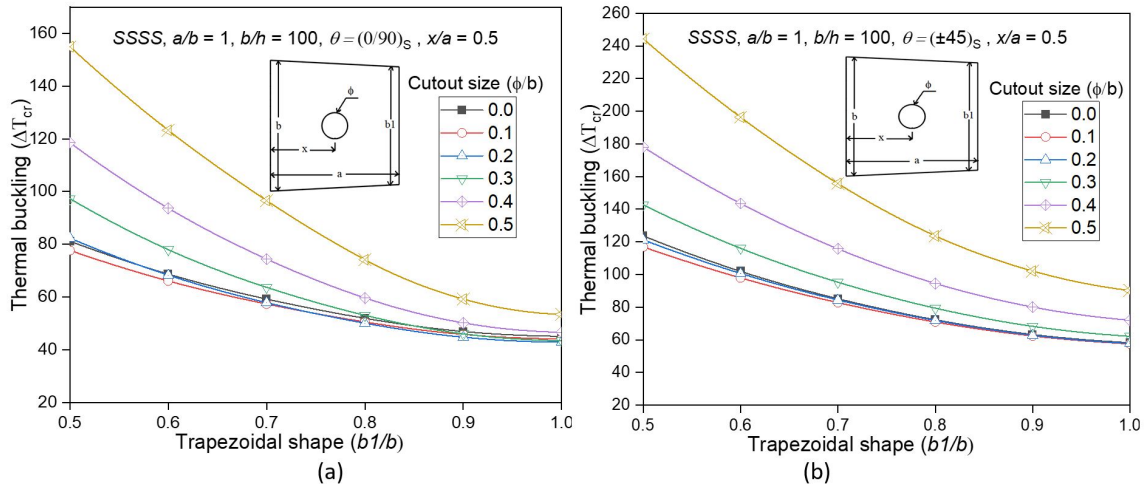 (a)
160
140
120
100
80
60
40
20
Thermal buckling (ΔTcr)
SSSS, a/b = 1, b/h = 100, θ = (0/90)S , x/a = 0.5
ϕ
b
b1
x
a
Cutout size (ϕ/b)
0.0
0.1
0.2
0.3
0.4
0.5
0.5 0.6 0.7 0.8 0.9 1.0
Trapezoidal shape (b1/b)
(a)
(b)
260
240
220
200
180
160
140
120
100
80
60
40
20
Thermal buckling (ΔTcr)
SSSS, a/b = 1, b/h = 100, θ = (±45)S , x/a = 0.5
ϕ
b
b1
x
a
Cutout size (ϕ/b)
0.0
0.1
0.2
0.3
0.4
0.5
0.5 0.6 0.7 0.8 0.9 1.0
Trapezoidal shape (b1/b)
(b)